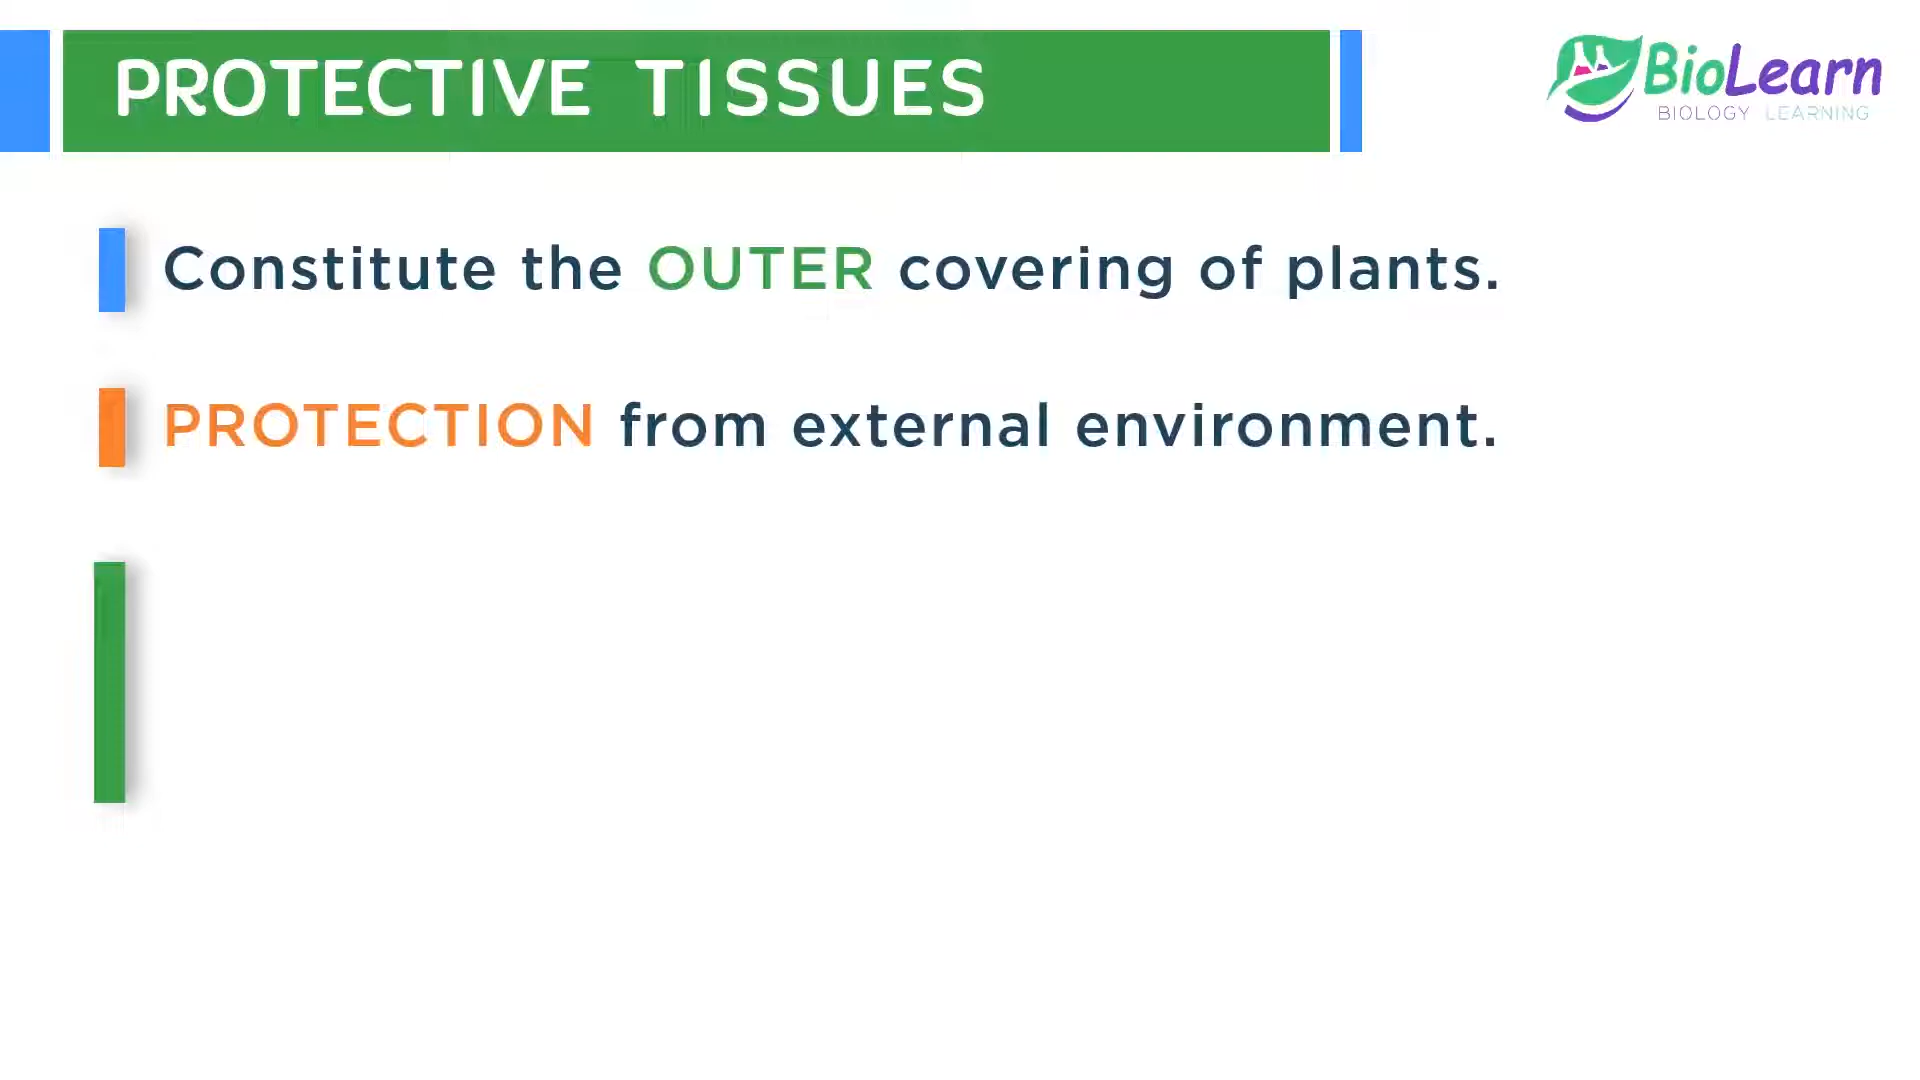 PROTECTIVE TISSUES
BioLearn
BIOLOGY LEARNING
Constitute the OUTER covering of plants.
PROTECTION from external environment.